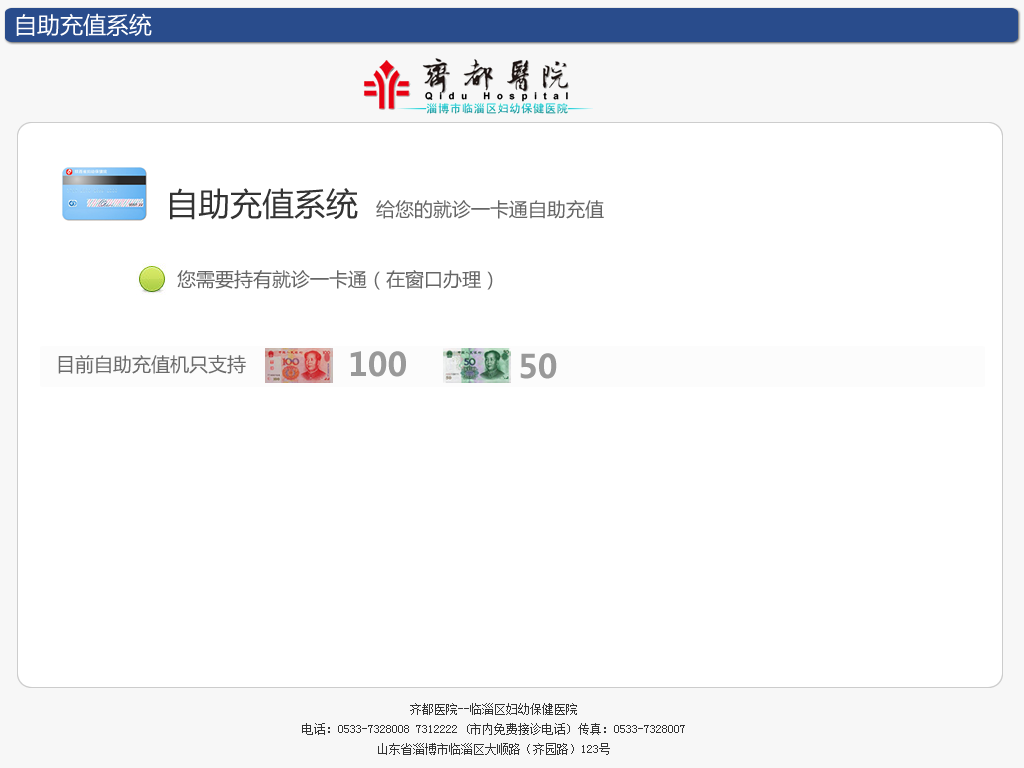 自助充值系统
齊都醫院
Qidu Hospital
淄博市临淄区妇幼保健医院
自助充值系统 给您的就诊一卡通自助充值
您需要持有就诊一卡通（在窗口办理）
目前自助充值机只支持 100 100 50 50
齐都医院--临淄区妇幼保健医院
电话：0533-7328008 7312222（市内免费接诊电话）传真：0533-7328007
山东省淄博市临淄区大顺路（齐园路）123号